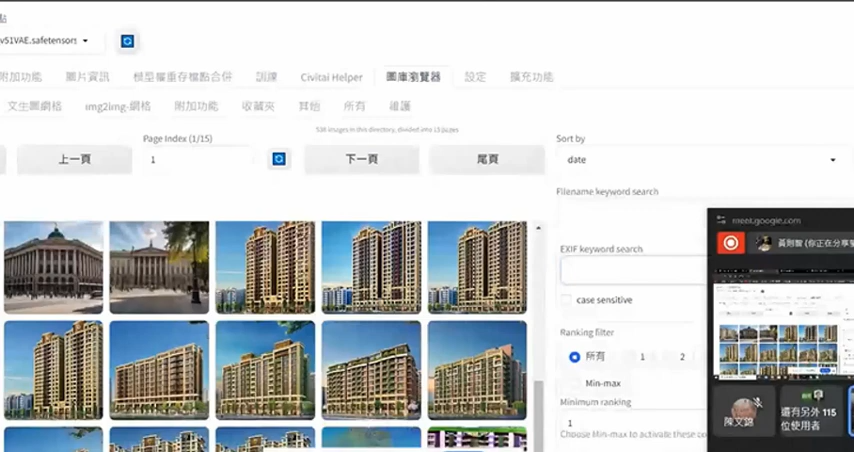 點
v51VAE.safetensors
附加功能 圖片資訊 模型權重存檔點合併 訓練 Civitai Helper 圖庫瀏覽器 設定 擴充功能
文生圖網格 img2img-網格 附加功能 收藏夾 其他 所有 維護
538 images in this directory, divided into 15 pages
Page Index (1/15)
上一頁 1 下一頁 尾頁
Sort by
date
Filename keyword search
EXIF keyword search
case sensitive
Ranking filter
所有 1 2
Min-max
Minimum ranking
1
Choose Min-max to activate these co
meet.google.com
(你正在分享
陳文錦
還有另外 115
位使用者